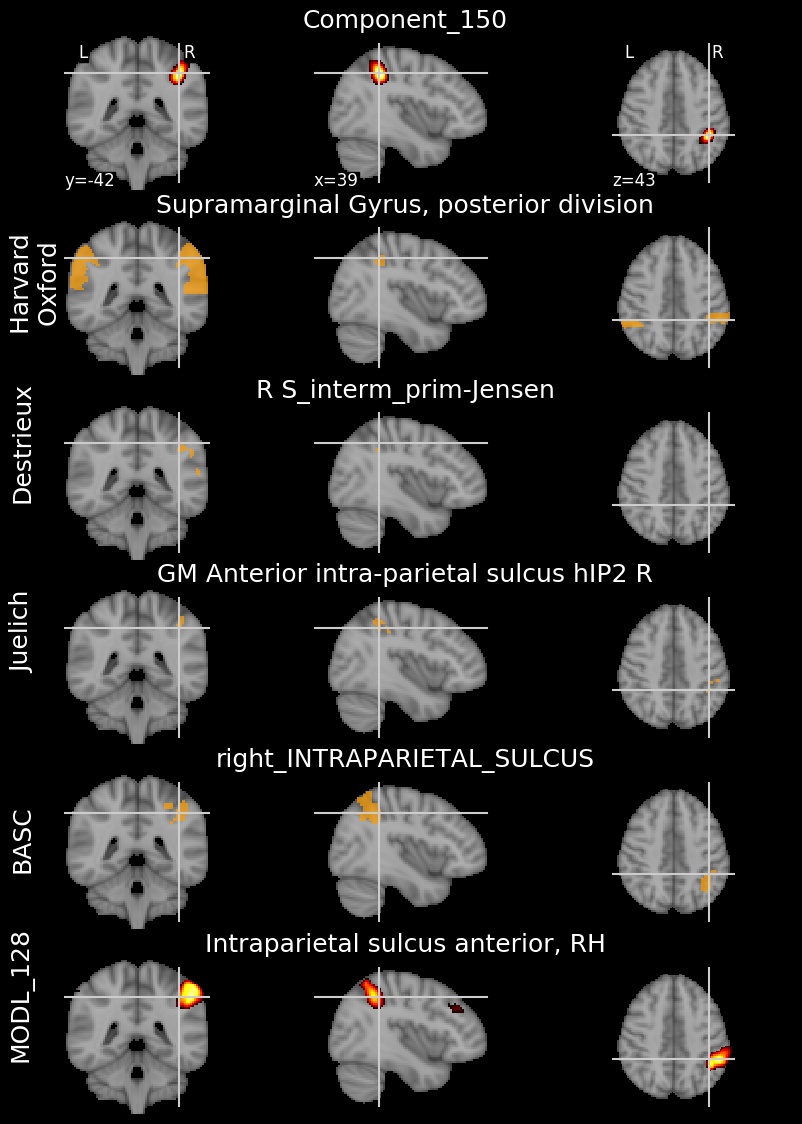 Component_150
L
R
L
R
y=-42
x=39
z=43
Supramarginal Gyrus, posterior division
Harvard
Oxford
R S_interm_prim-Jensen
Destrieux
GM Anterior intra-parietal sulcus hIP2 R
Juelich
right_INTRAPARIETAL_SULCUS
BASC
Intraparietal sulcus anterior, RH
MODL_128